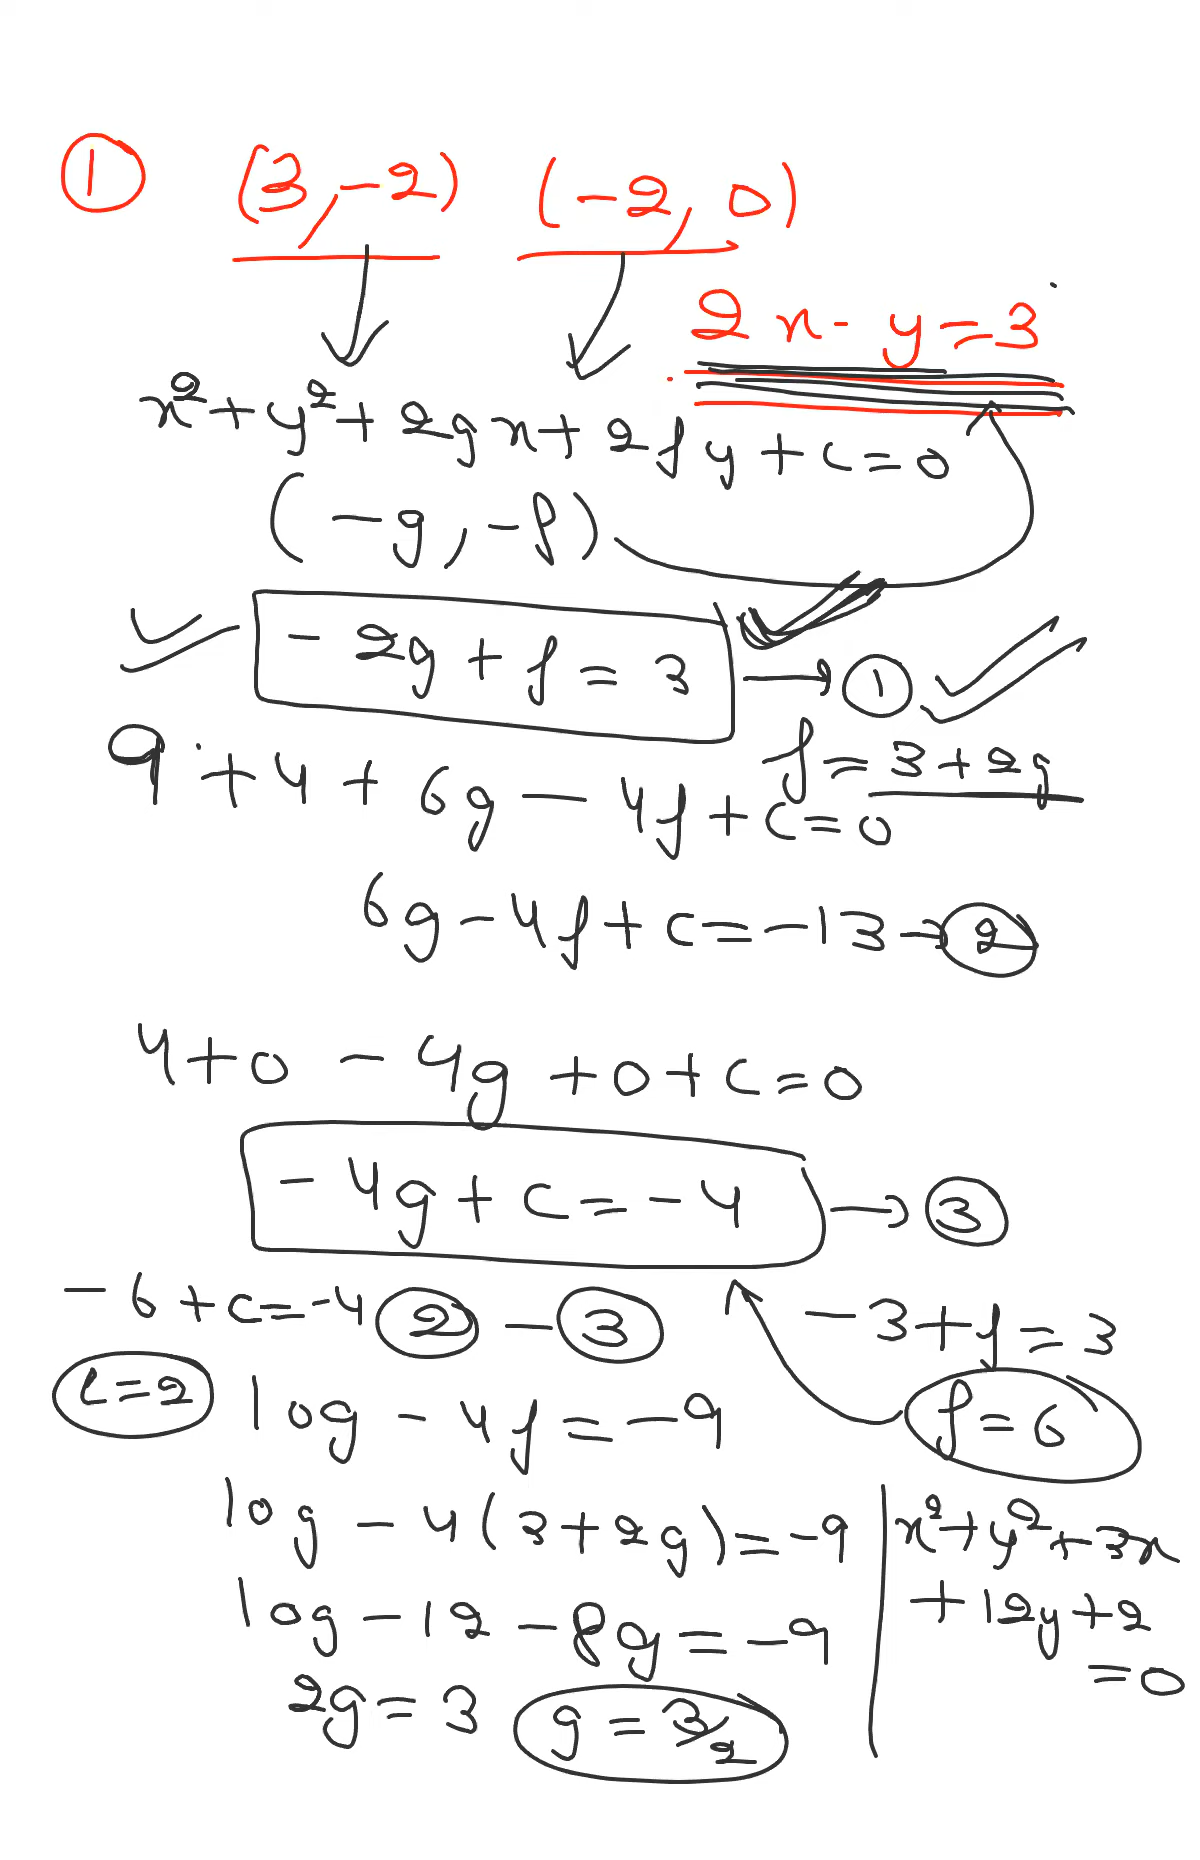 ① (3,-2) (-2,0)
2x-y=3
x²+y²+2gx+2fy+c=0
(-g,-f)
-2g+f=3 → ①
f=3+2g
9+4+6g-4f+c=0
6g-4f+c=-13 → ②
4+0-4g+0+c=0
-4g+c=-4 → ③
-6+c=-4 ②-③ -3+f=3
c=2 10g-4f=-9 f=6
10g-4(3+2g)=-9 x²+y²+3x
10g-12-8g=-9 +12y+2
2g=3 g=3/2 =0